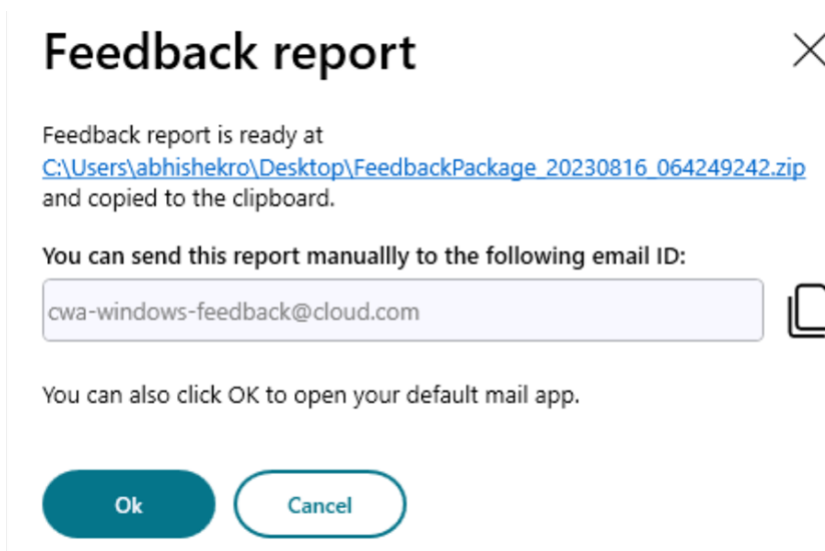 Feedback report
Feedback report is ready at
C:\Users\abhishekro\Desktop\FeedbackPackage_20230816_064249242.zip
and copied to the clipboard.
You can send this report manuallly to the following email ID:
cwa-windows-feedback@cloud.com
You can also click OK to open your default mail app.
Ok
Cancel